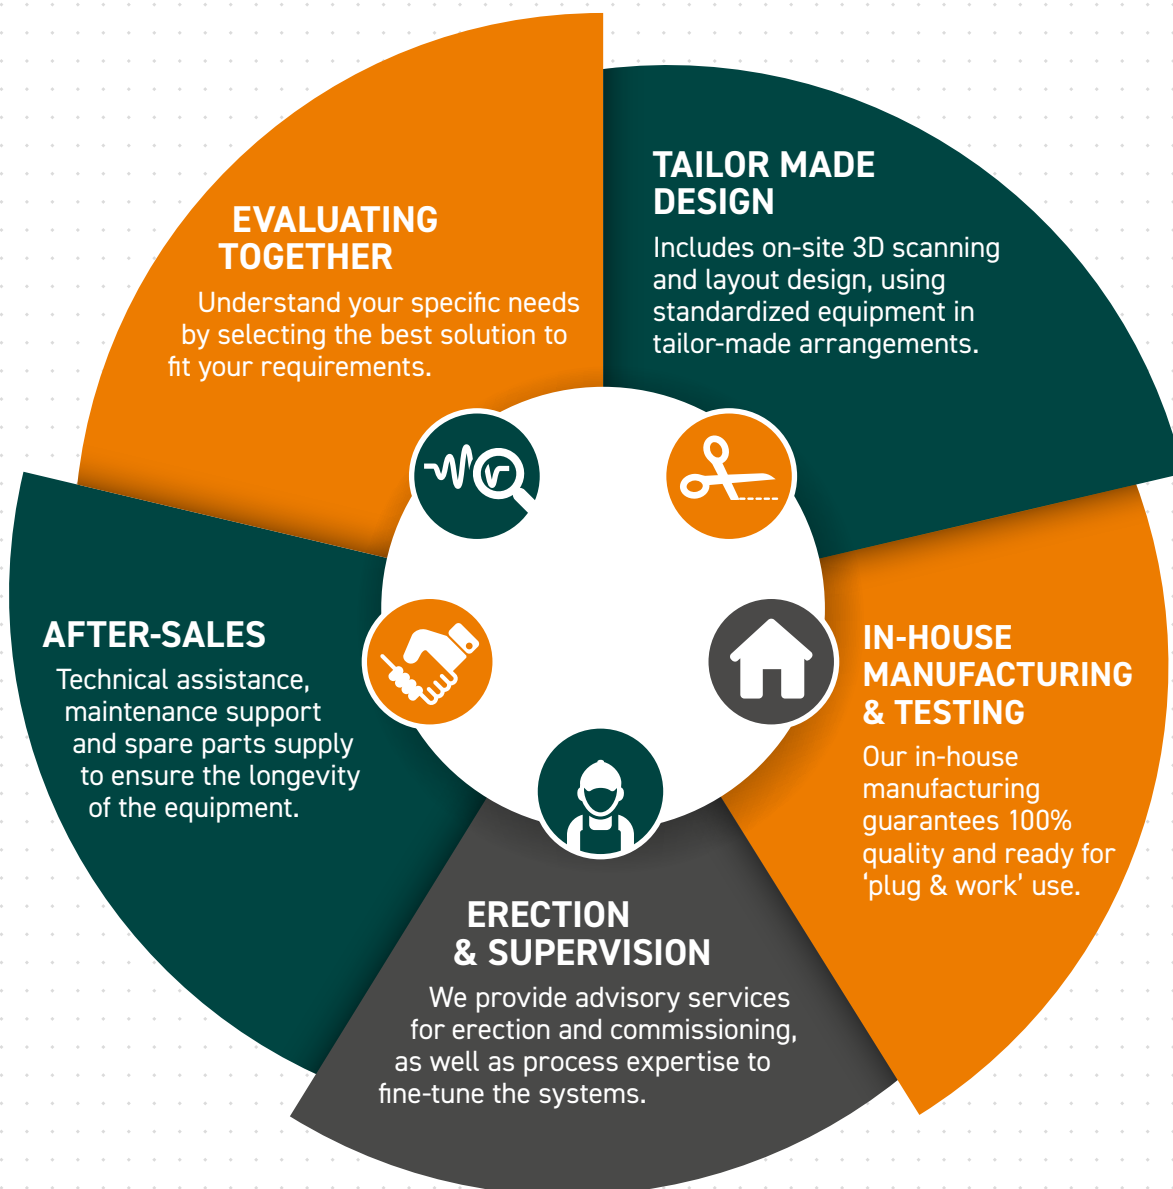 EVALUATING
TOGETHER
Understand your specific needs
by selecting the best solution to
fit your requirements.
TAILOR MADE
DESIGN
Includes on-site 3D scanning
and layout design, using
standardized equipment in
tailor-made arrangements.
IN-HOUSE
MANUFACTURING
& TESTING
Our in-house
manufacturing
guarantees 100%
quality and ready for
‘plug & work’ use.
ERECTION
& SUPERVISION
We provide advisory services
for erection and commissioning,
as well as process expertise to
fine-tune the systems.
AFTER-SALES
Technical assistance,
maintenance support
and spare parts supply
to ensure the longevity
of the equipment.